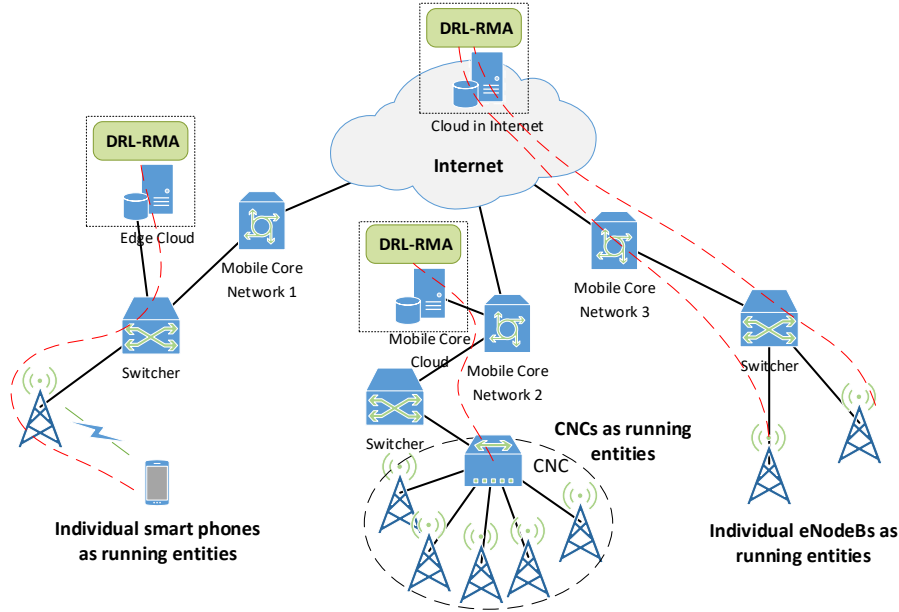 DRL-RMA
Cloud in Internet
Internet
DRL-RMA
Edge Cloud
Mobile Core
Network 1
DRL-RMA
Mobile Core
Cloud
Mobile Core
Network 2
Mobile Core
Network 3
Switcher
Switcher
Switcher
CNCs as running
entities
CNC
Individual smart phones
as running entities
Individual eNodeBs as
running entities